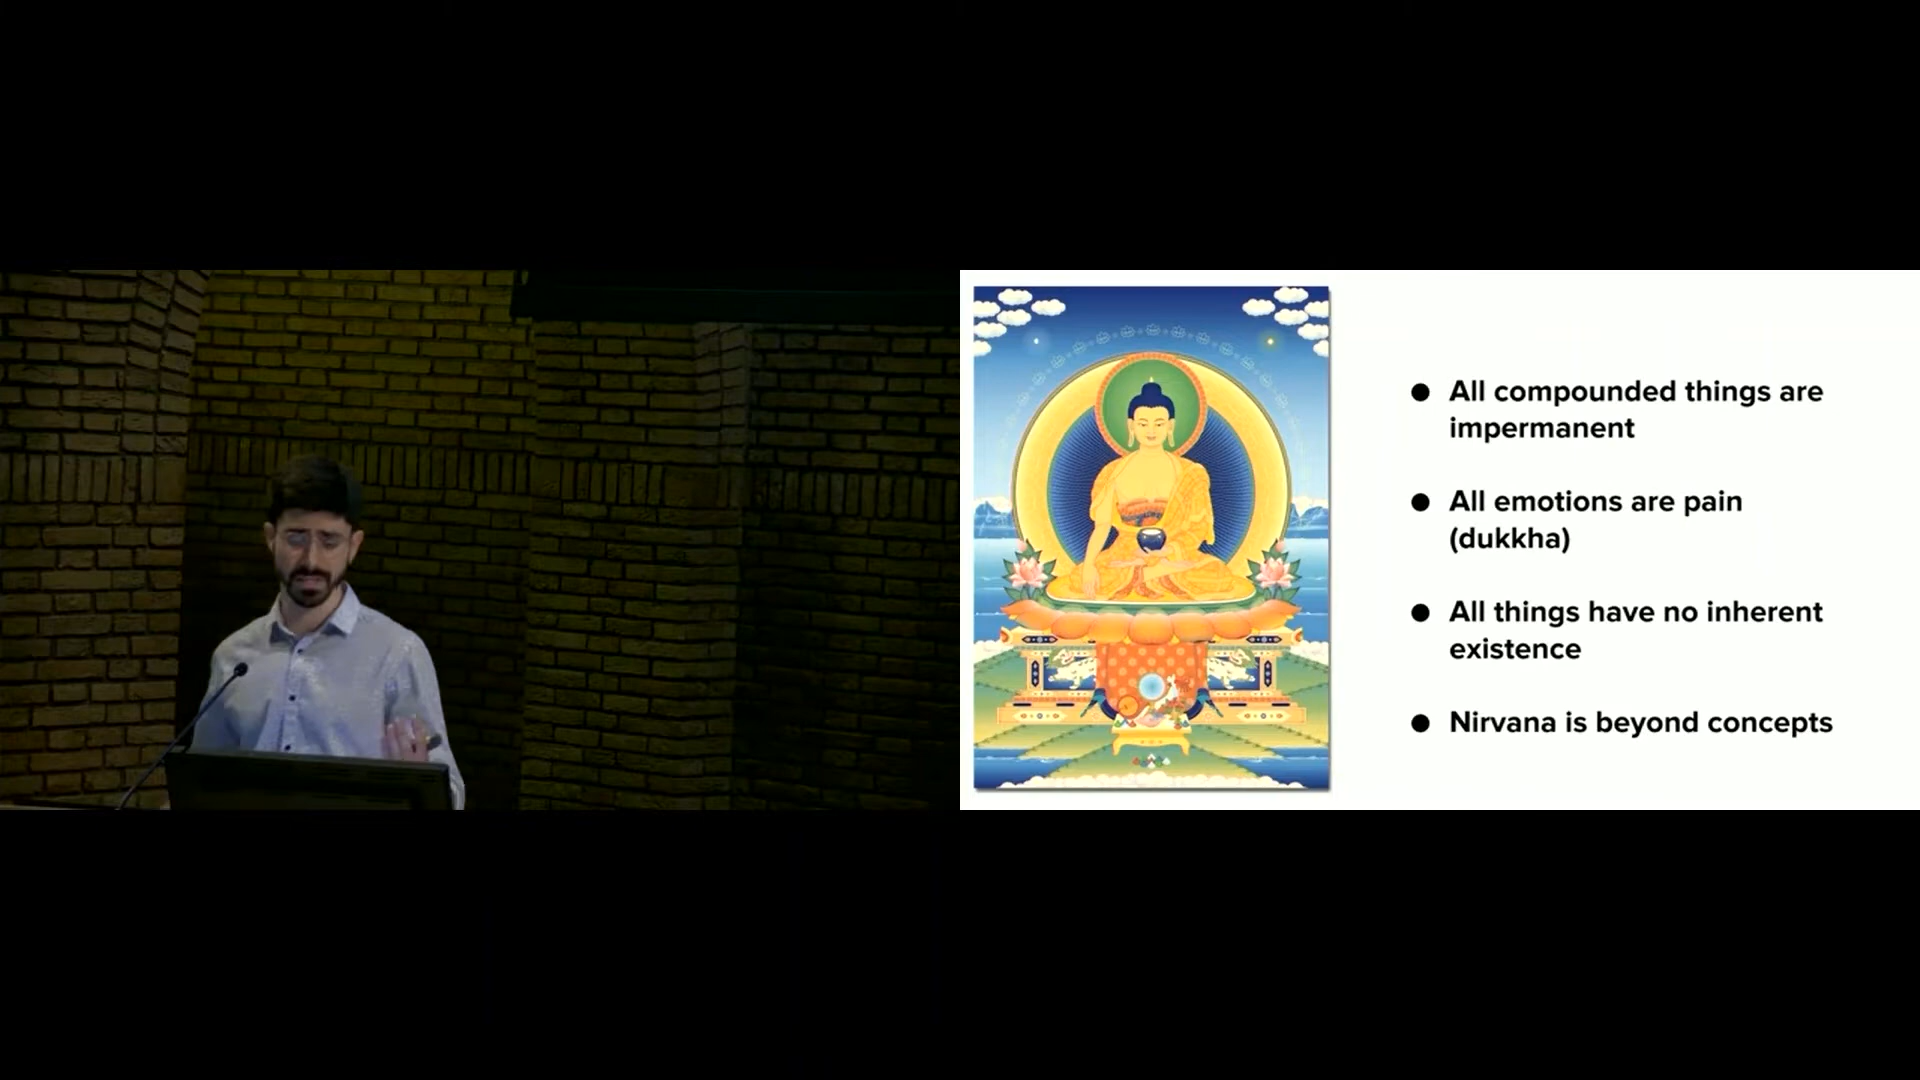 ● All compounded things are
impermanent
● All emotions are pain
(dukkha)
● All things have no inherent
existence
● Nirvana is beyond concepts